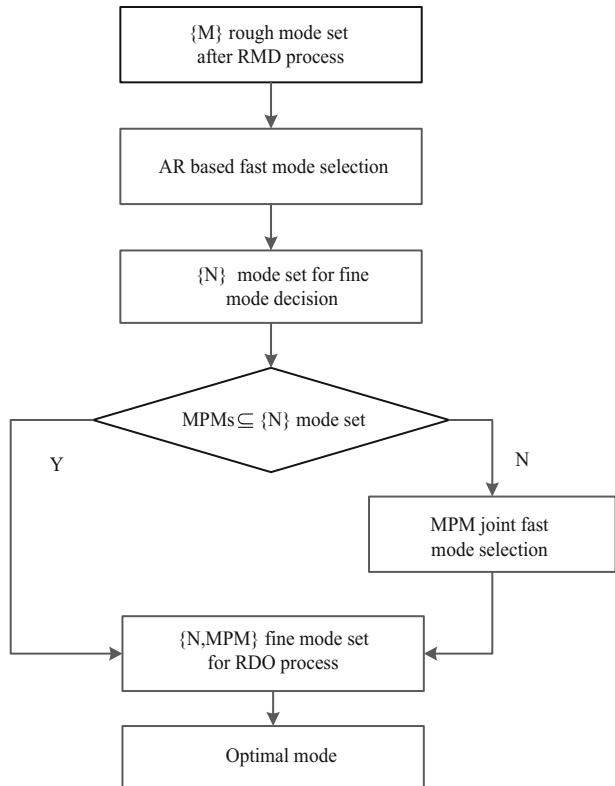 {M} rough mode set
after RMD process
AR based fast mode selection
{N} mode set for fine
mode decision
MPMs⊆ {N} mode set
Y
N
MPM joint fast
mode selection
{N,MPM} fine mode set
for RDO process
Optimal mode